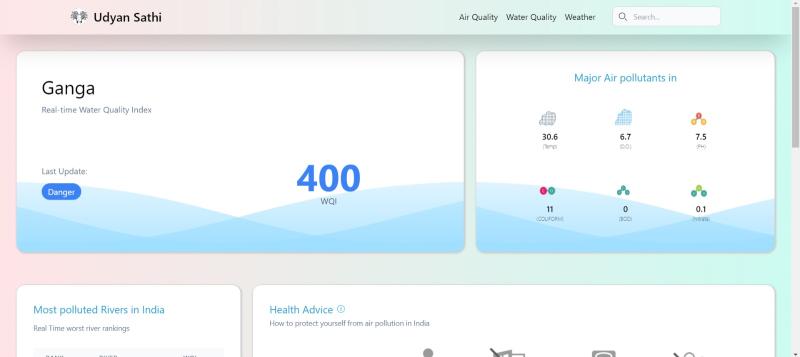 Udyan Sathi
Air Quality Water Quality Weather Search...
Ganga
Real-time Water Quality Index
Last Update:
Danger
400
WQI
Major Air pollutants in
30.6 6.7 7.5
(Temp) (D.O.) (PH)
11 0 0.1
(COLIFORM) (BOD) (Nitrate)
Most polluted Rivers in India
Real Time worst river rankings
Health Advice
How to protect yourself from air pollution in India